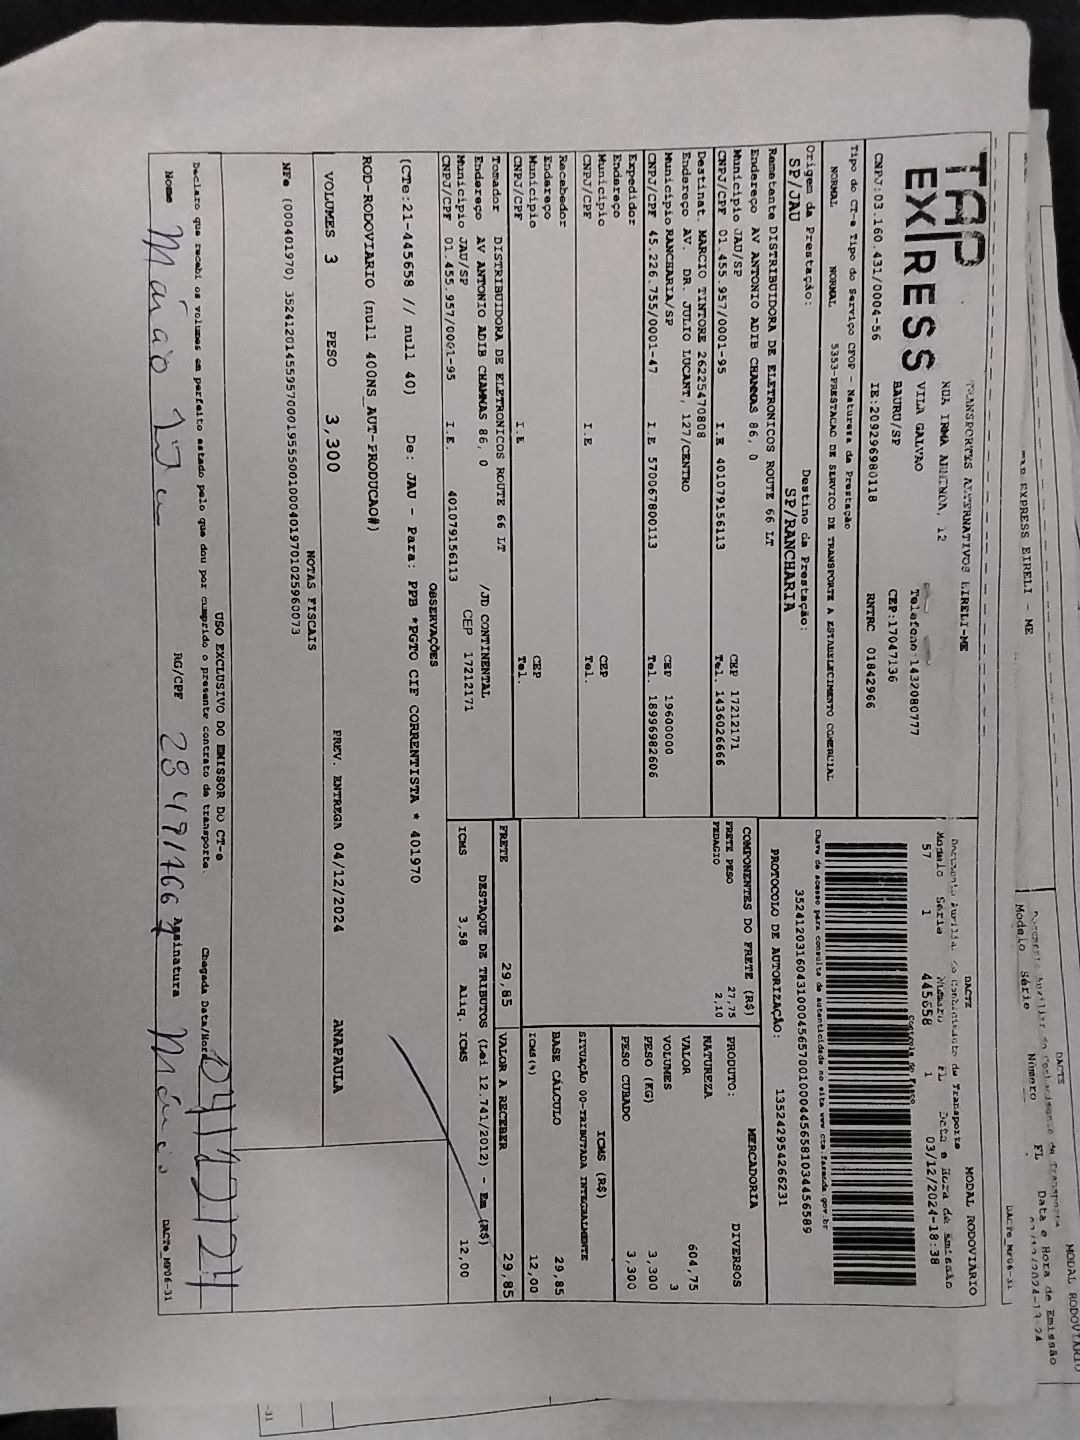 TAP EXPRESS EIRELI - ME
DACTE
MODAL RODOVIARIO
Modelo Série Número FL Data e Hora de Emissão
DACTe_MP06-31
TAP
EXPRESS
TRANSPORTES ALTERNATIVOS EIRELI-ME
RUA IRMA ARMINDA, 12
VILA GALVAO Telefone:1432080777
BAURU/SP CEP:17047136
CNPJ:03.160.431/0004-56 IE:209296980118 RNTRC 01842966
DACTE MODAL RODOVIARIO
Documento Auxiliar do Conhecimento de Transporte
Modelo Série Número FL Data e Hora de Emissão
57 1 445658 1 03/12/2024-18:38
Controle do Fisco
Tipo do CT-e Tipo do Serviço CFOP - Natureza da Prestação
NORMAL NORMAL 5353-PRESTACAO DE SERVICO DE TRANSPORTE A ESTABELECIMENTO COMERCIAL
Chave de acesso para consulta de autenticidade no site www.cte.fazenda.gov.br
35241203160431000456570010004456581034456589
Origem da Prestação: Destino da Prestação:
SP/JAU SP/RANCHARIA
PROTOCOLO DE AUTORIZAÇÃO: 135242954266231
Remetente DISTRIBUIDORA DE ELETRONICOS ROUTE 66 LT
Endereço AV ANTONIO ADIB CHAMMAS 86, 0
Município JAU/SP CEP 17212171
CNPJ/CPF 01.455.957/0001-95 I.E 401079156113 Tel. 1436026666
Destinat. MARCIO TINTORE 26225470808
Endereço AV. DR. JULIO LUCANT, 127/CENTRO
Município RANCHARIA/SP CEP 19600000
CNPJ/CPF 45.226.755/0001-47 I.E 570067800113 Tel. 18996982606
Expedidor
Endereço
Município CEP
CNPJ/CPF I.E Tel.
Recebedor
Endereço
Município CEP
CNPJ/CPF I.E Tel.
Tomador DISTRIBUIDORA DE ELETRONICOS ROUTE 66 LT
Endereço AV ANTONIO ADIB CHAMMAS 86, 0 /JD CONTINENTAL
Município JAU/SP CEP 17212171
CNPJ/CPF 01.455.957/0001-95 I.E. 401079156113
COMPONENTES DO FRETE (R$)
FRETE PESO 27,75
PEDAGIO 2,10
PRODUTO: MERCADORIA DIVERSOS
NATUREZA
VALOR 604,75
VOLUMES 3
PESO (KG) 3,300
PESO CUBADO 3,300
ICMS (R$)
SITUAÇÃO 00-TRIBUTADA INTEGRALMENTE
BASE CÁLCULO 29,85
ICMS(%) 12,00
FRETE 29,85 VALOR A RECEBER 29,85
DESTAQUE DE TRIBUTOS (Lei 12.741/2012) - Em (R$)
ICMS 3,58 Aliq. ICMS 12,00
OBSERVAÇÕES
(CTe:21-445658 // null 40) De: JAU - Para: PPB *PGTO CIF CORRENTISTA * 401970
ROD-RODOVIARIO (null 400NS_AUT-PRODUCAO#)
VOLUMES 3 PESO 3,300 PREV. ENTREGA 04/12/2024 ANAPAULA
NOTAS FISCAIS
NFe (000401970) 35241201455957000195550010004019701025960073
USO EXCLUSIVO DO EMISSOR DO CT-e
Declaro que recebi os volumes em perfeito estado pelo que dou por cumprido o presente contrato de transporte. Chegada Data/Hora 04/12/24
Nome RG/CPF 284917667 Assinatura Márcio DACTe_MP06-31
-31